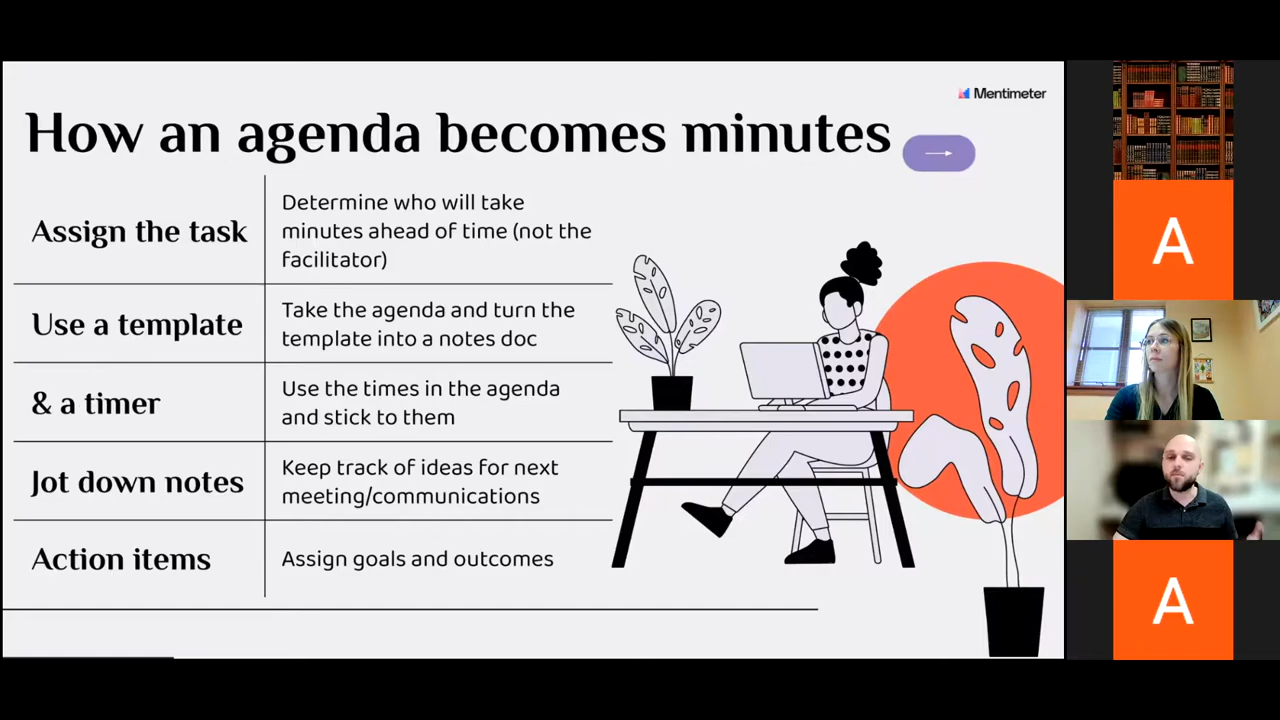 Mentimeter
How an agenda becomes minutes
Assign the task
Determine who will take
minutes ahead of time (not the
facilitator)
Use a template
Take the agenda and turn the
template into a notes doc
& a timer
Use the times in the agenda
and stick to them
Jot down notes
Keep track of ideas for next
meeting/communications
Action items
Assign goals and outcomes
A
A